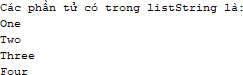 Các phần tử có trong listString là:
One
Two
Three
Four